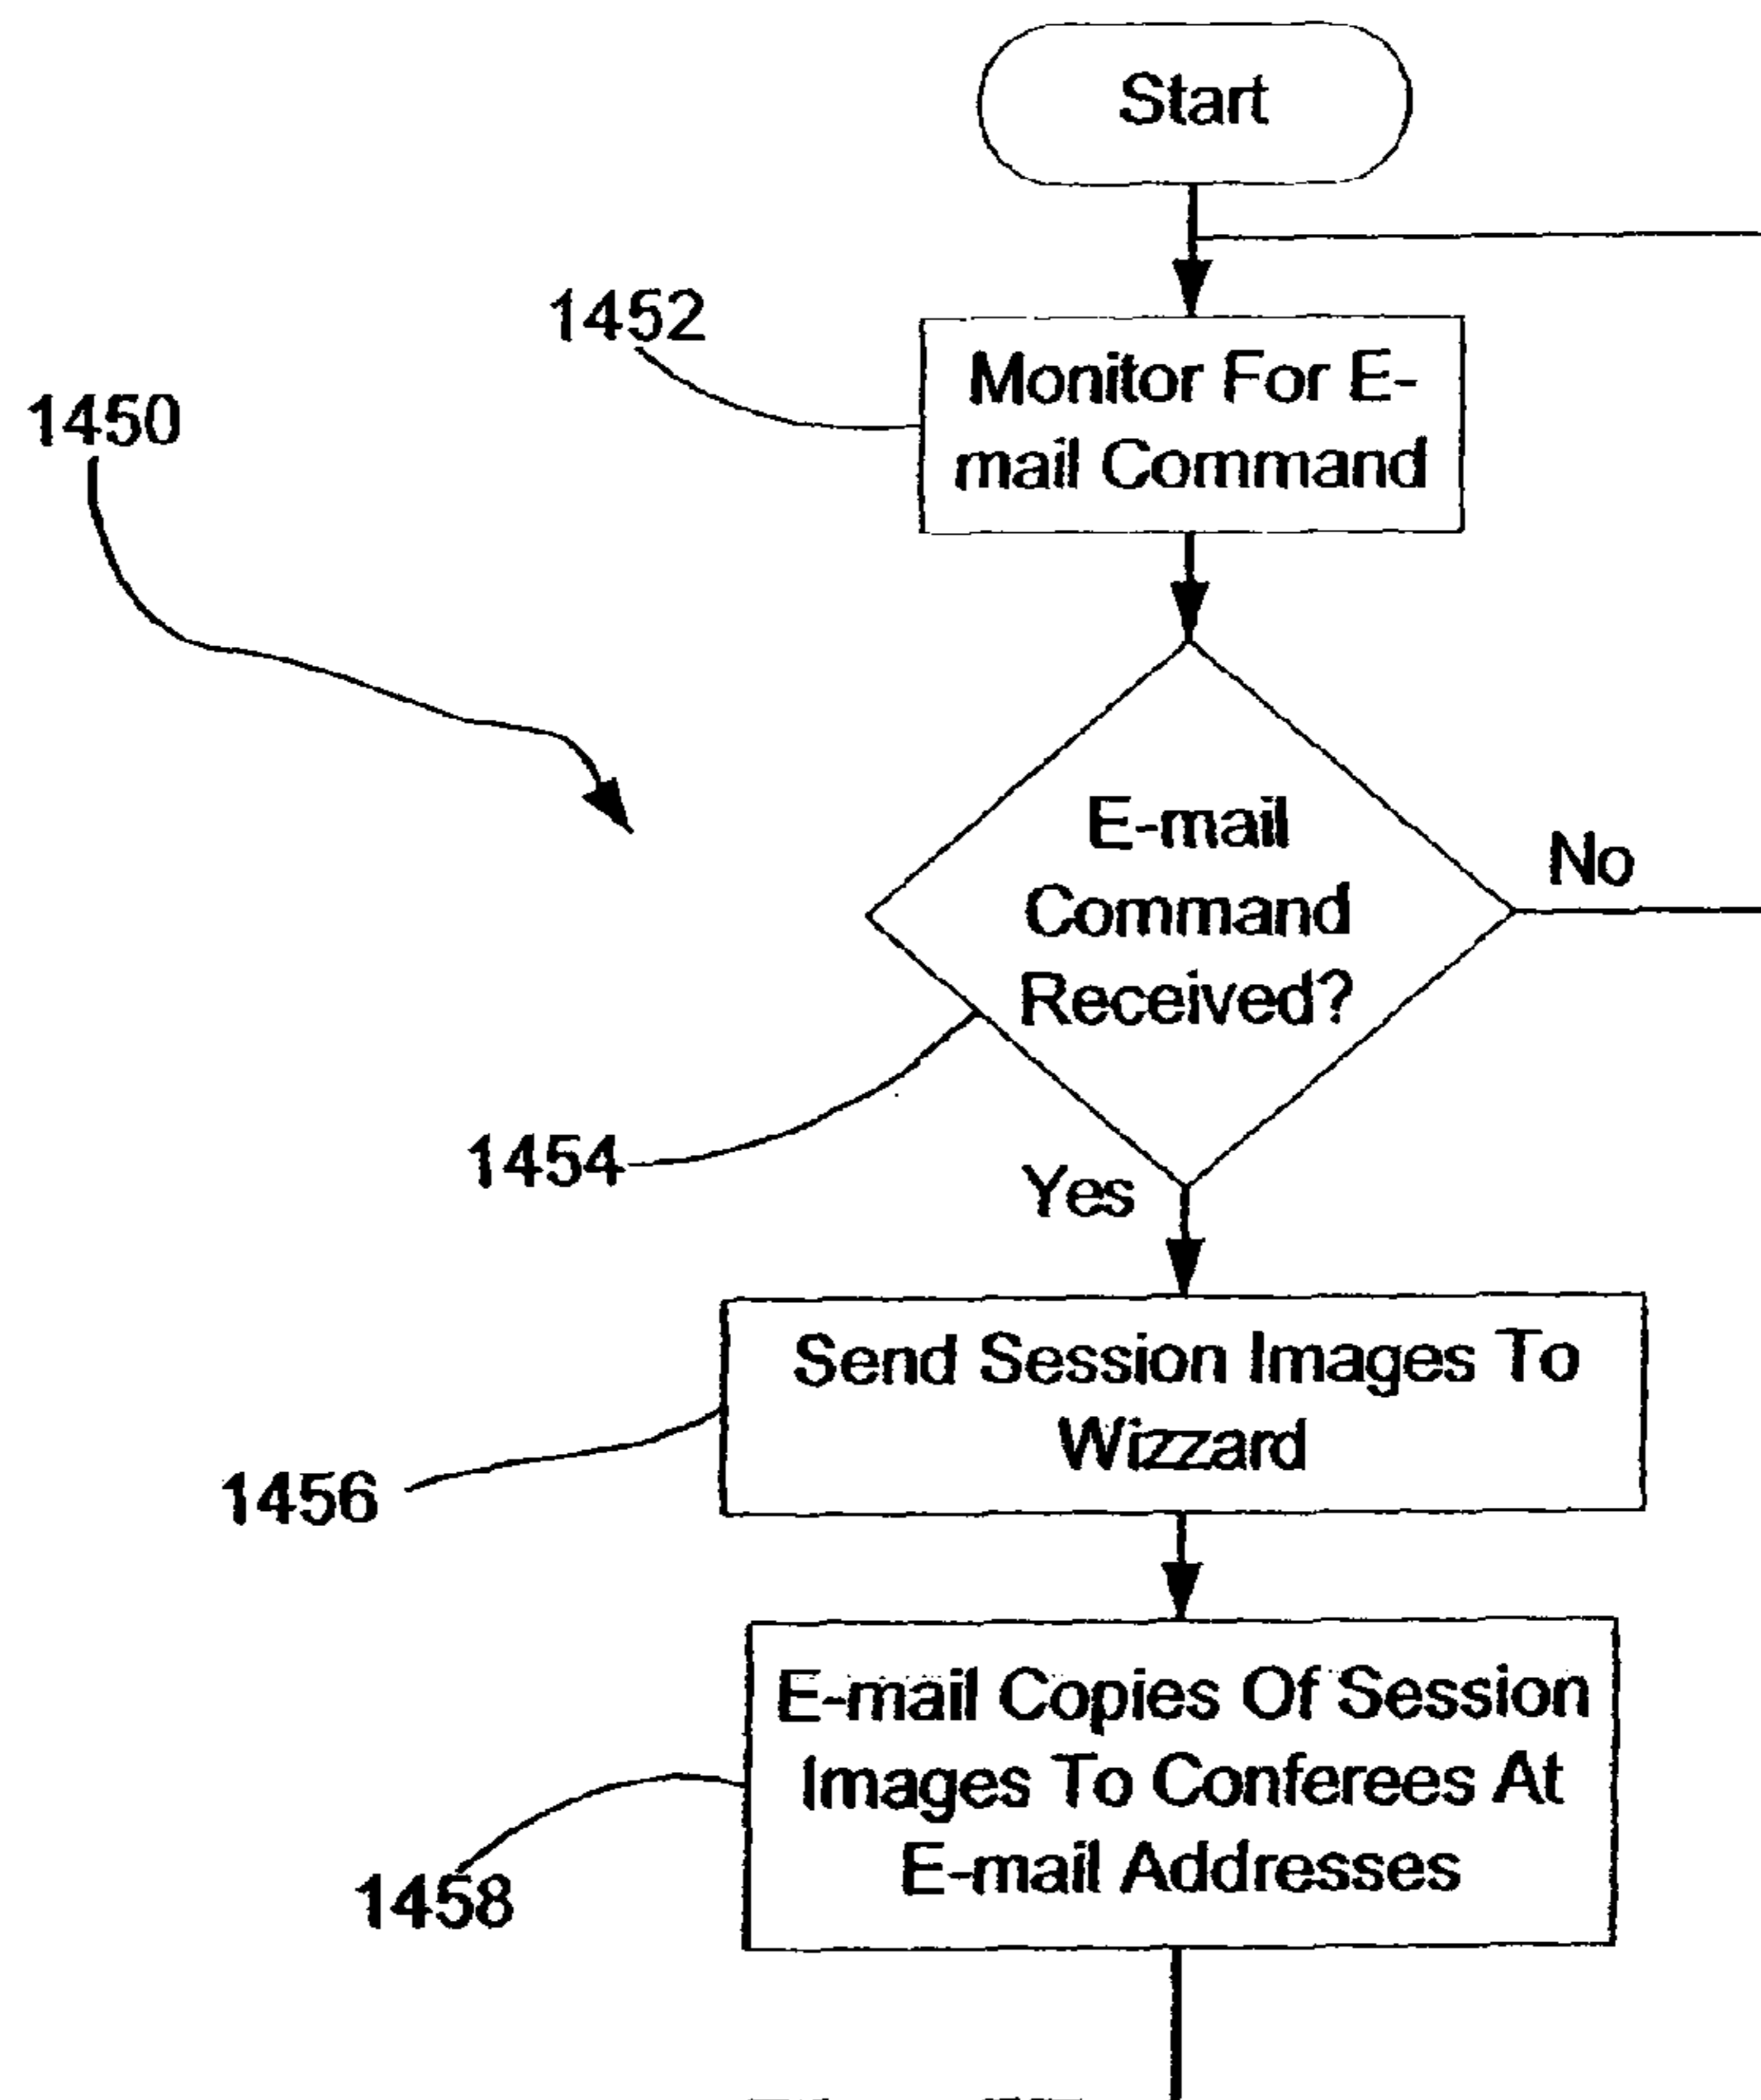 Start
1452
Monitor For E-
mail Command
1450
E-mail
Command
Received?
No
1454
Yes
Send Session Images To
Wizzard
1456
E-mail Copies Of Session
Images To Conferees At
E-mail Addresses
1458